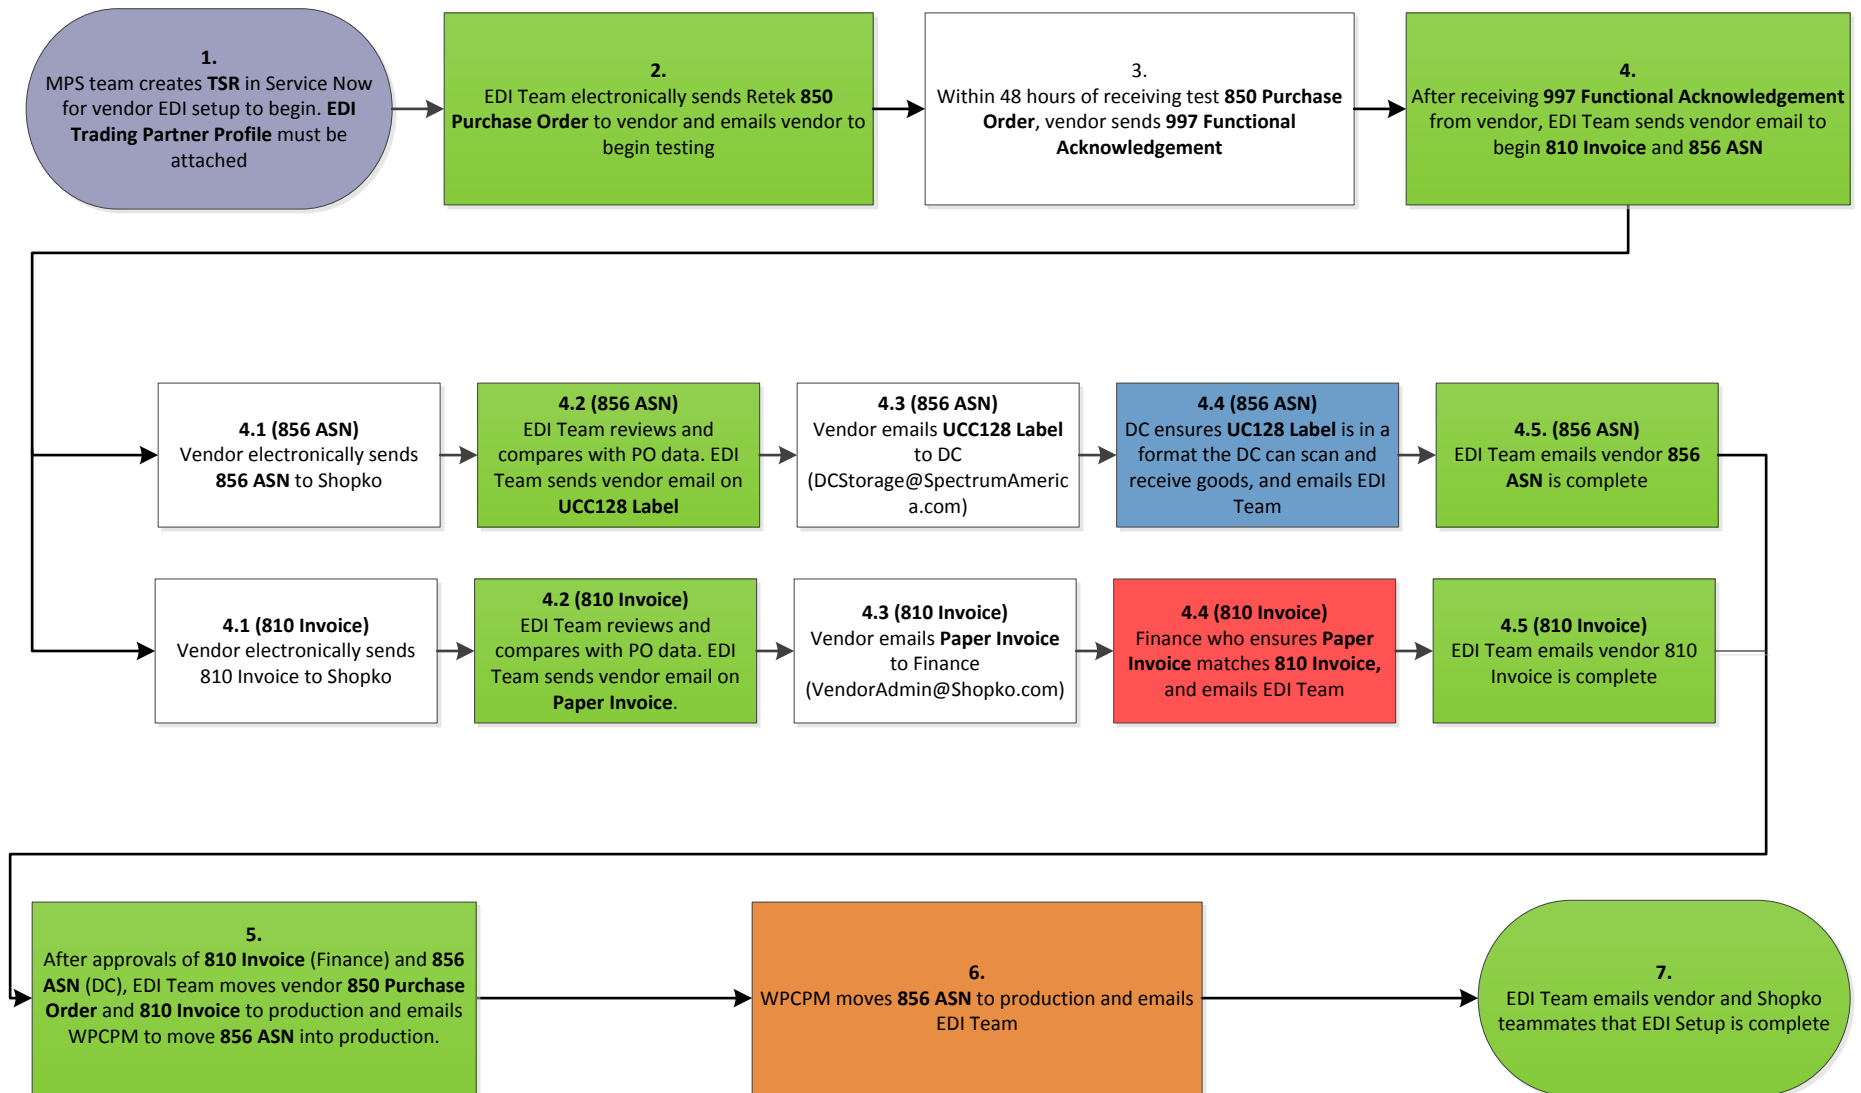 1.
MPS team creates TSR in Service Now
for vendor EDI setup to begin. EDI
Trading Partner Profile must be
attached
2.
EDI Team electronically sends Retek 850
Purchase Order to vendor and emails vendor to
begin testing
3.
Within 48 hours of receiving test 850 Purchase
Order, vendor sends 997 Functional
Acknowledgement
4.
After receiving 997 Functional Acknowledgement
from vendor, EDI Team sends vendor email to
begin 810 Invoice and 856 ASN
4.1 (856 ASN)
Vendor electronically sends
856 ASN to Shopko
4.2 (856 ASN)
EDI Team reviews and
compares with PO data. EDI
Team sends vendor email on
UCC128 Label
4.3 (856 ASN)
Vendor emails UCC128 Label
to DC
(DCStorage@SpectrumAmeric
a.com)
4.4 (856 ASN)
DC ensures UC128 Label is in a
format the DC can scan and
receive goods, and emails EDI
Team
4.5. (856 ASN)
EDI Team emails vendor 856
ASN is complete
4.1 (810 Invoice)
Vendor electronically sends
810 Invoice to Shopko
4.2 (810 Invoice)
EDI Team reviews and
compares with PO data. EDI
Team sends vendor email on
Paper Invoice.
4.3 (810 Invoice)
Vendor emails Paper Invoice
to Finance
(VendorAdmin@Shopko.com)
4.4 (810 Invoice)
Finance who ensures Paper
Invoice matches 810 Invoice,
and emails EDI Team
4.5 (810 Invoice)
EDI Team emails vendor 810
Invoice is complete
5.
After approvals of 810 Invoice (Finance) and 856
ASN (DC), EDI Team moves vendor 850 Purchase
Order and 810 Invoice to production and emails
WPCPM to move 856 ASN into production.
6.
WPCPM moves 856 ASN to production and emails
EDI Team
7.
EDI Team emails vendor and Shopko
teammates that EDI Setup is complete